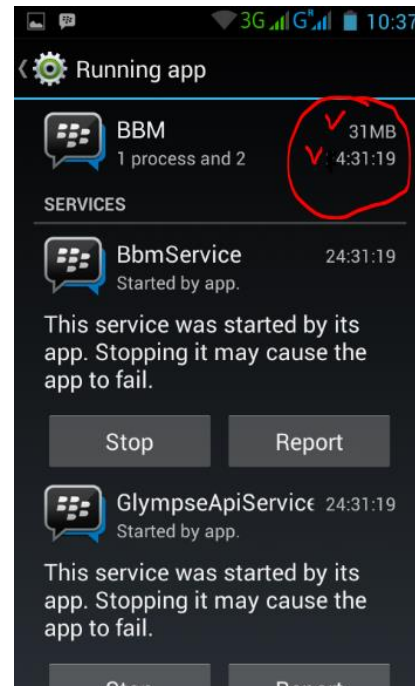 3G G 10:37
Running app
BBM 31MB
1 process and 2 4:31:19
SERVICES
BbmService 24:31:19
Started by app.
This service was started by its
app. Stopping it may cause the
app to fail.
Stop Report
GlympseApiService 24:31:19
Started by app.
This service was started by its
app. Stopping it may cause the
app to fail.
Stop Report